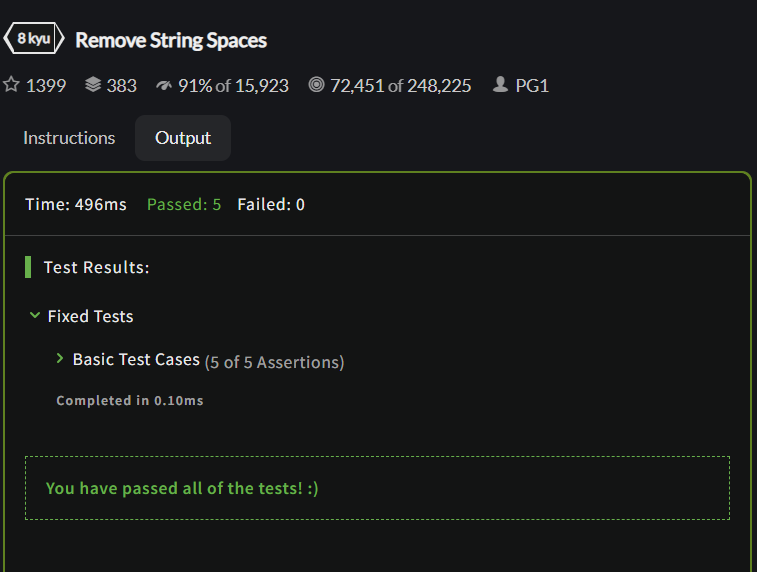 8 kyu Remove String Spaces
1399 383 91% of 15,923 72,451 of 248,225 PG1
Instructions Output
Time: 496ms Passed: 5 Failed: 0
Test Results:
Fixed Tests
Basic Test Cases (5 of 5 Assertions)
Completed in 0.10ms
You have passed all of the tests! :)